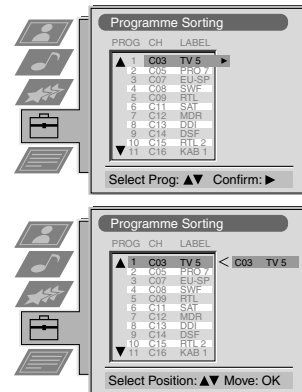 Programme Sorting
PROG CH LABEL
1 C03 TV 5
2 C05 PRO 7
3 C07 EU-SP
4 C08 SWF
5 C09 RTL
6 C11 SAT
7 C12 MDR
8 C13 DDI
9 C14 DSF
10 C15 RTL 2
11 C16 KAB 1
Select Prog: ▲▼ Confirm: ►
Programme Sorting
PROG CH LABEL
1 C03 TV 5 < C03 TV 5
2 C05 PRO 7
3 C07 EU-SP
4 C08 SWF
5 C09 RTL
6 C11 SAT
7 C12 MDR
8 C13 DDI
9 C14 DSF
10 C15 RTL 2
11 C16 KAB 1
Select Position: ▲▼ Move: OK